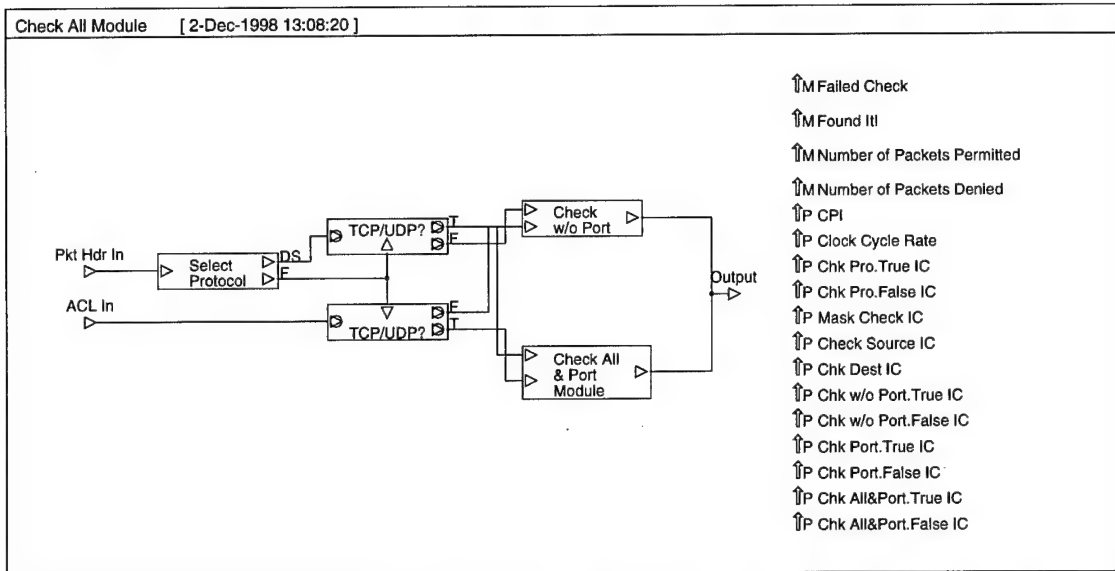 Check All Module [ 2-Dec-1998 13:08:20 ]
Pkt Hdr In
ACL In
Select
Protocol
DS
F
TCP/UDP?
T
F
TCP/UDP?
F
T
Check
w/o Port
Check All
& Port
Module
Output
⇑M Failed Check
⇑M Found It!
⇑M Number of Packets Permitted
⇑M Number of Packets Denied
⇑P CPI
⇑P Clock Cycle Rate
⇑P Chk Pro.True IC
⇑P Chk Pro.False IC
⇑P Mask Check IC
⇑P Check Source IC
⇑P Chk Dest IC
⇑P Chk w/o Port.True IC
⇑P Chk w/o Port.False IC
⇑P Chk Port.True IC
⇑P Chk Port.False IC
⇑P Chk All&Port.True IC
⇑P Chk All&Port.False IC